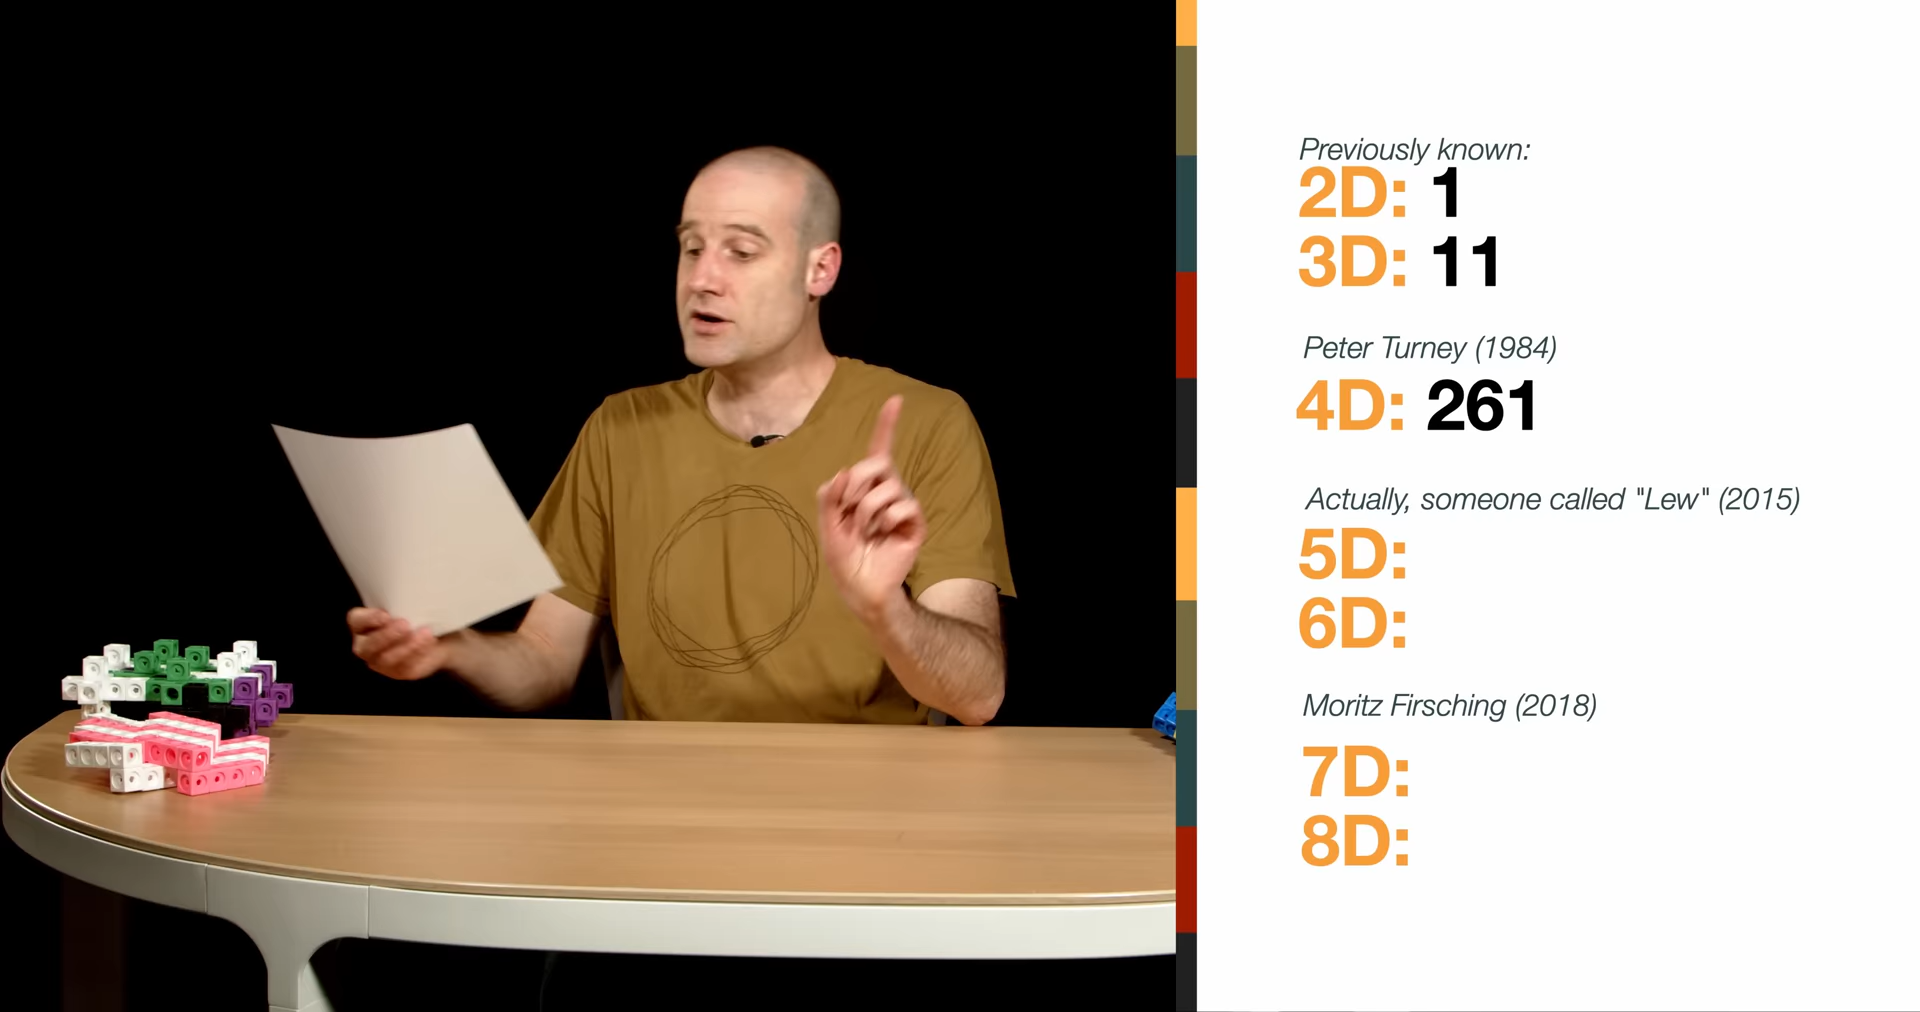 Previously known:
2D: 1
3D: 11
Peter Turney (1984)
4D: 261
Actually, someone called "Lew" (2015)
5D:
6D:
Moritz Firsching (2018)
7D:
8D: